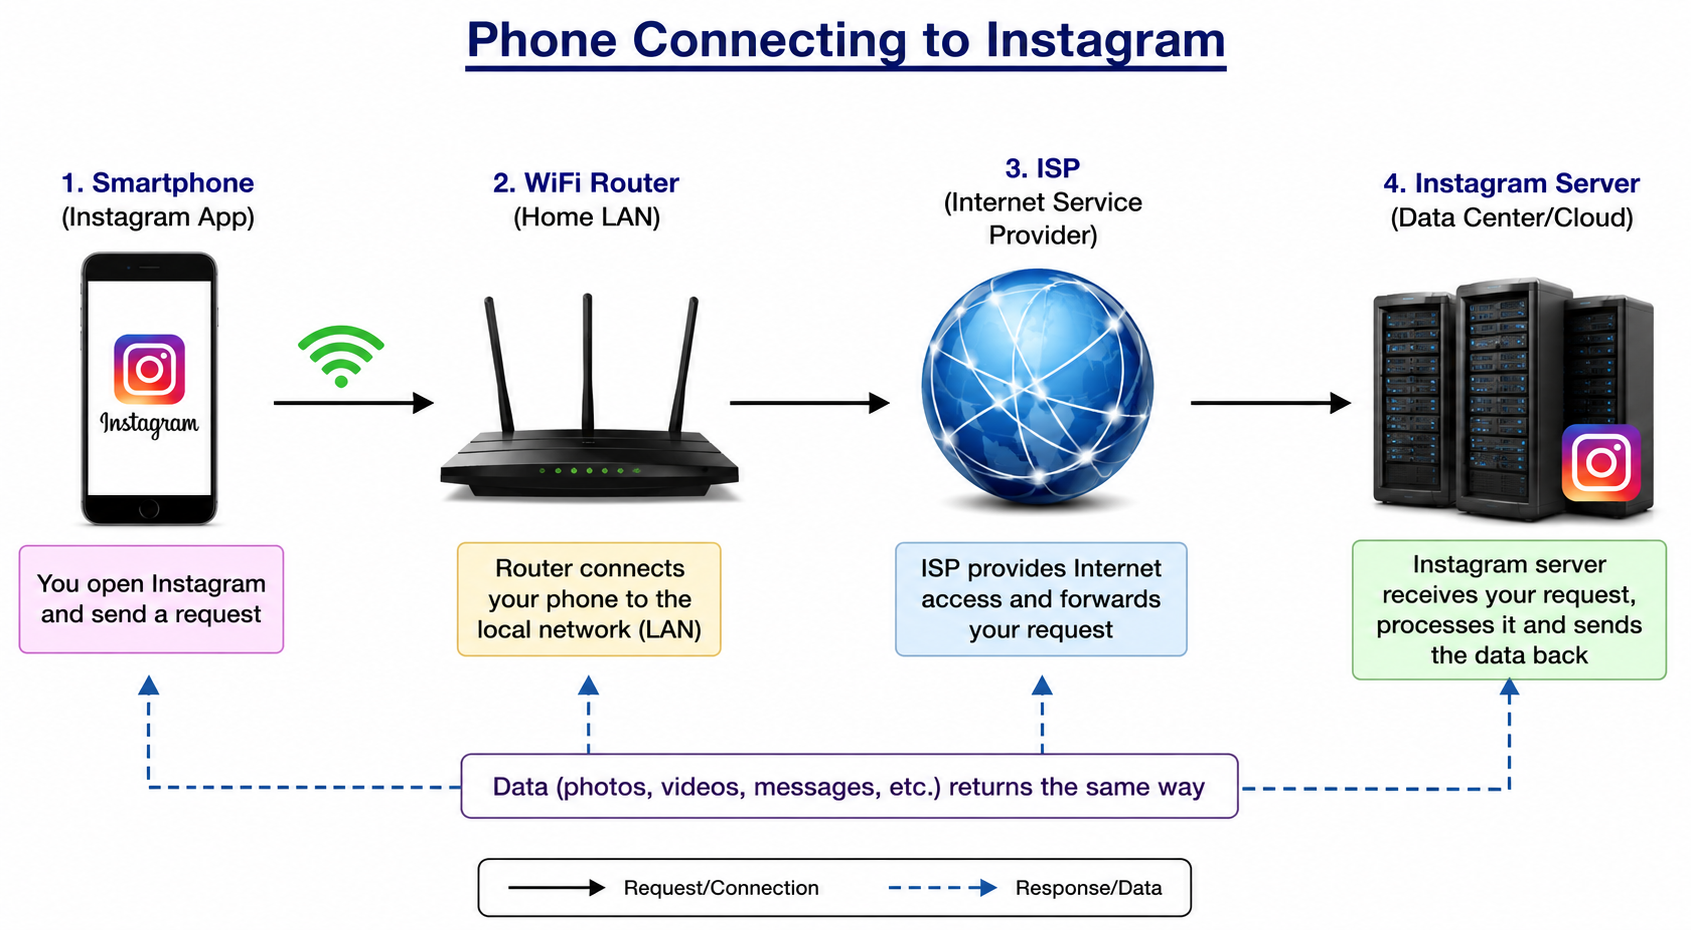 Phone Connecting to Instagram
1. Smartphone
(Instagram App)
2. WiFi Router
(Home LAN)
3. ISP
(Internet Service
Provider)
4. Instagram Server
(Data Center/Cloud)
Instagram
You open Instagram
and send a request
Router connects
your phone to the
local network (LAN)
ISP provides Internet
access and forwards
your request
Instagram server
receives your request,
processes it and sends
the data back
Data (photos, videos, messages, etc.) returns the same way
Request/Connection
Response/Data